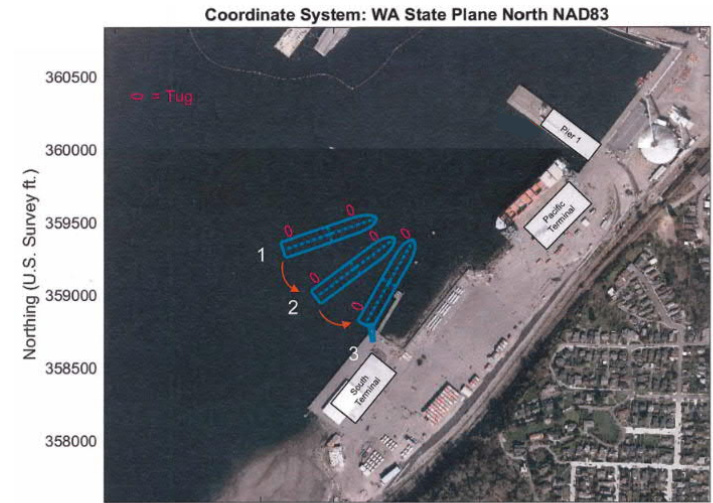 Coordinate System: WA State Plane North NAD83
360500
= Tug
Pier 1
360000
Pacific
Terminal
359500
1
359000
2
3
358500
South
Terminal
358000
Northing (U.S. Survey ft.)